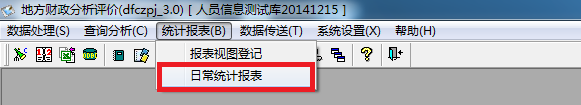 地方财政分析评价(dfczpj_3.0) [ 人员信息测试库20141215 ]
数据处理(S) 查询分析(C) 统计报表(B) 数据传送(T) 系统设置(X) 帮助(H)
报表视图登记
日常统计报表